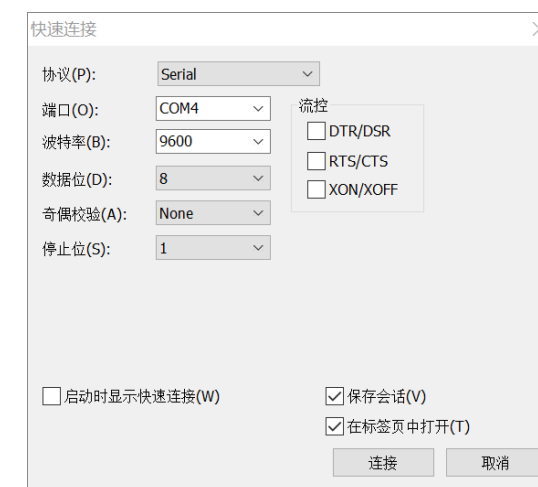 快速连接
协议(P): Serial
端口(O): COM4
波特率(B): 9600
数据位(D): 8
奇偶校验(A): None
停止位(S): 1
流控
DTR/DSR
RTS/CTS
XON/XOFF
启动时显示快速连接(W)
保存会话(V)
在标签页中打开(T)
连接 取消